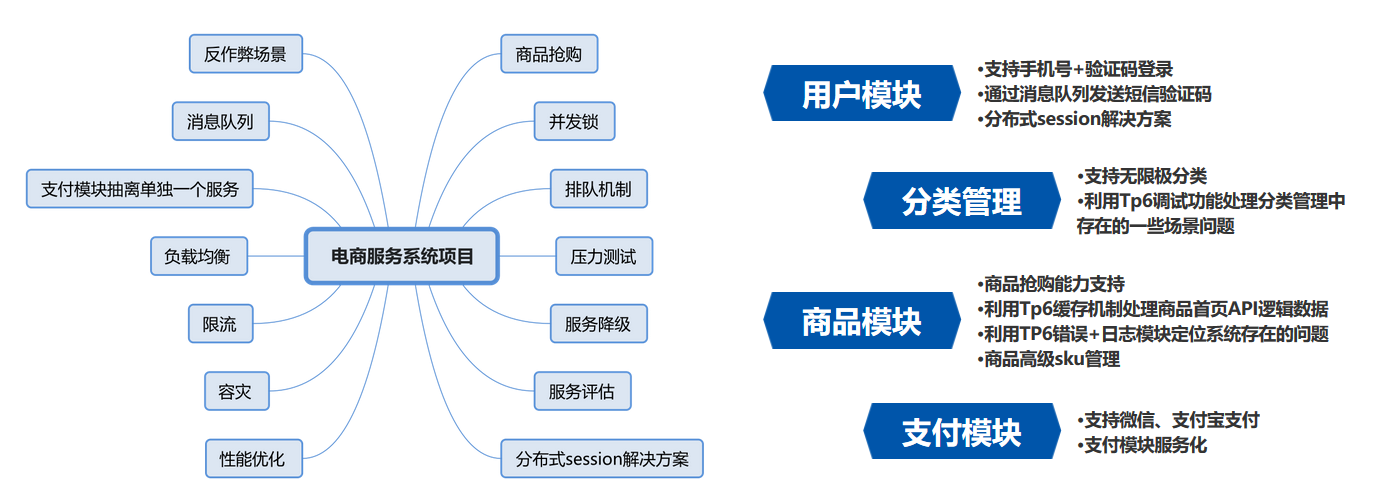 反作弊场景
消息队列
支付模块抽离单独一个服务
负载均衡
限流
容灾
性能优化
电商服务系统项目
商品抢购
并发锁
排队机制
压力测试
服务降级
服务评估
分布式session解决方案
用户模块
•支持手机号+验证码登录
•通过消息队列发送短信验证码
•分布式session解决方案
分类管理
•支持无限极分类
•利用Tp6调试功能处理分类管理中
存在的一些场景问题
商品模块
•商品抢购能力支持
•利用Tp6缓存机制处理商品首页API逻辑数据
•利用TP6错误+日志模块定位系统存在的问题
•商品高级sku管理
支付模块
•支持微信、支付宝支付
•支付模块服务化